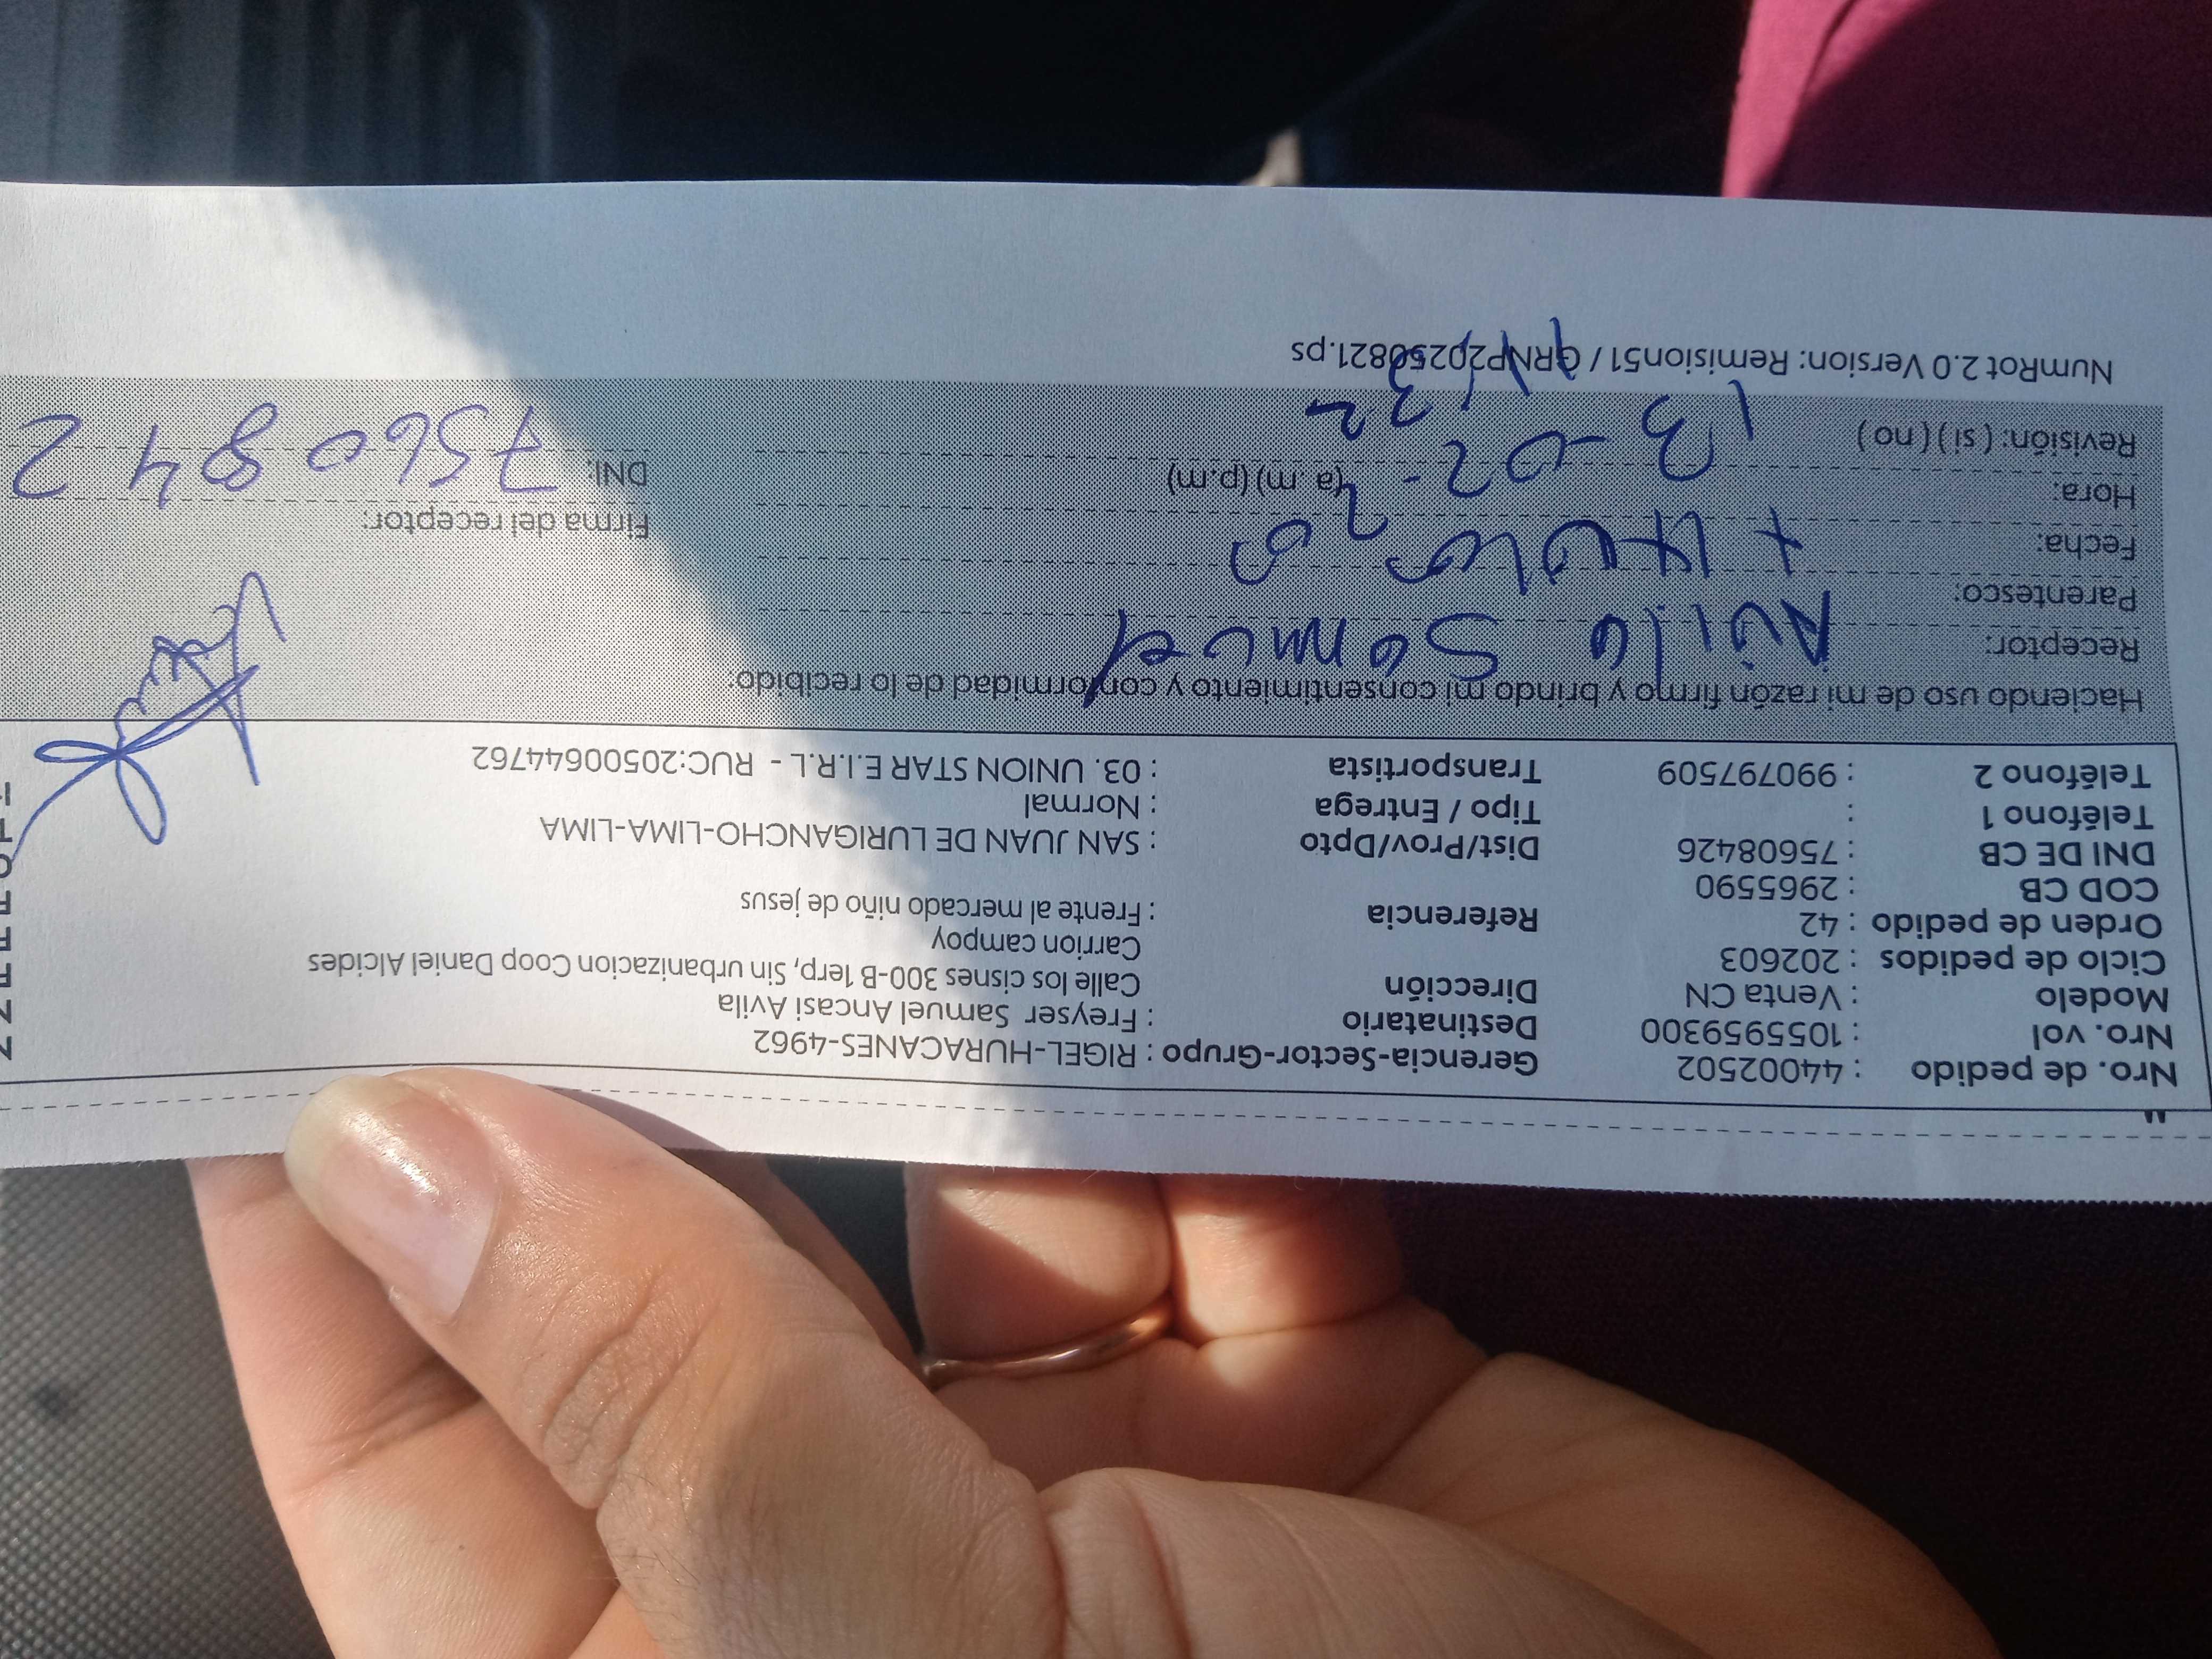 Nro. de pedido : 44002502 Gerencia-Sector-Grupo : RIGEL-HURACANES-4962
Nro. vol : 1055959300 Destinatario : Freyser Samuel Ancasi Avila
Modelo : Venta CN Dirección Calle los cisnes 300-B 1erp, Sin urbanizacion Coop Daniel Alcides
Ciclo de pedidos : 202603 Carrion campoy
Orden de pedido : 42 Referencia : Frente al mercado niño de jesus
COD CB : 2965590
DNI DE CB : 75608426 Dist/Prov/Dpto : SAN JUAN DE LURIGANCHO-LIMA-LIMA
Teléfono 1 : Tipo / Entrega : Normal
Teléfono 2 : 990797509 Transportista : 03. UNION STAR E.I.R.L - RUC:20500644762
Haciendo uso de mi razón firmo y brindo mi consentimiento y conformidad de lo recibido:
Receptor: Avila Samuel
Parentesco:
Fecha: + titular
Hora: (a. m) (p.m) Firma del receptor:
Revisión: ( si ) ( no ) 13-02- DNI: 7560842
NumRot 2.0 Version: Remision51 / GRNP20250821.ps